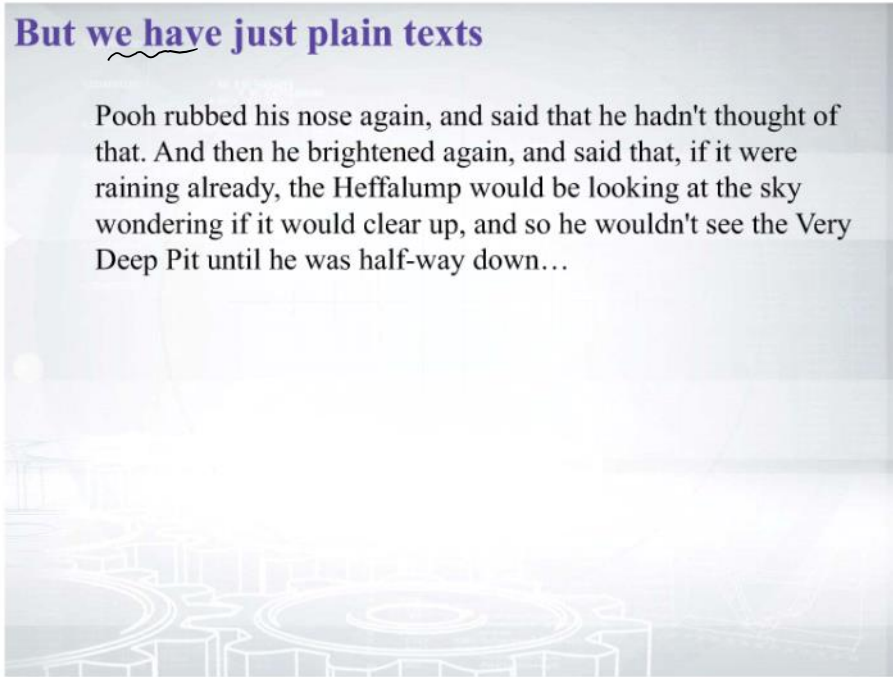 But we have just plain texts
Pooh rubbed his nose again, and said that he hadn't thought of
that. And then he brightened again, and said that, if it were
raining already, the Heffalump would be looking at the sky
wondering if it would clear up, and so he wouldn't see the Very
Deep Pit until he was half-way down…